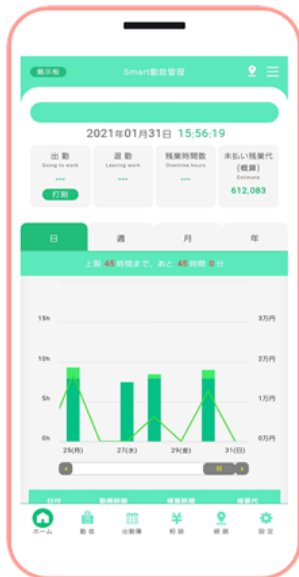 掲示板 Smart勤怠管理
2021年01月31日 15:56:19
出 勤 退 勤 残業時間数 未払い残業代
Going to work Leaving work Overtime hours (概算)
--- --- --- Estimate
打刻 612,083
日 週 月 年
上限 45 時間まで、あと 45 時間 0 分
15h 3万円
10h 2万円
5h 1万円
0h 0万円
25(月) 27(水) 29(金) 31(日)
日付 勤務時間 残業時間 残業代
ホーム 勤 怠 出勤簿 相 談 経 路 設 定